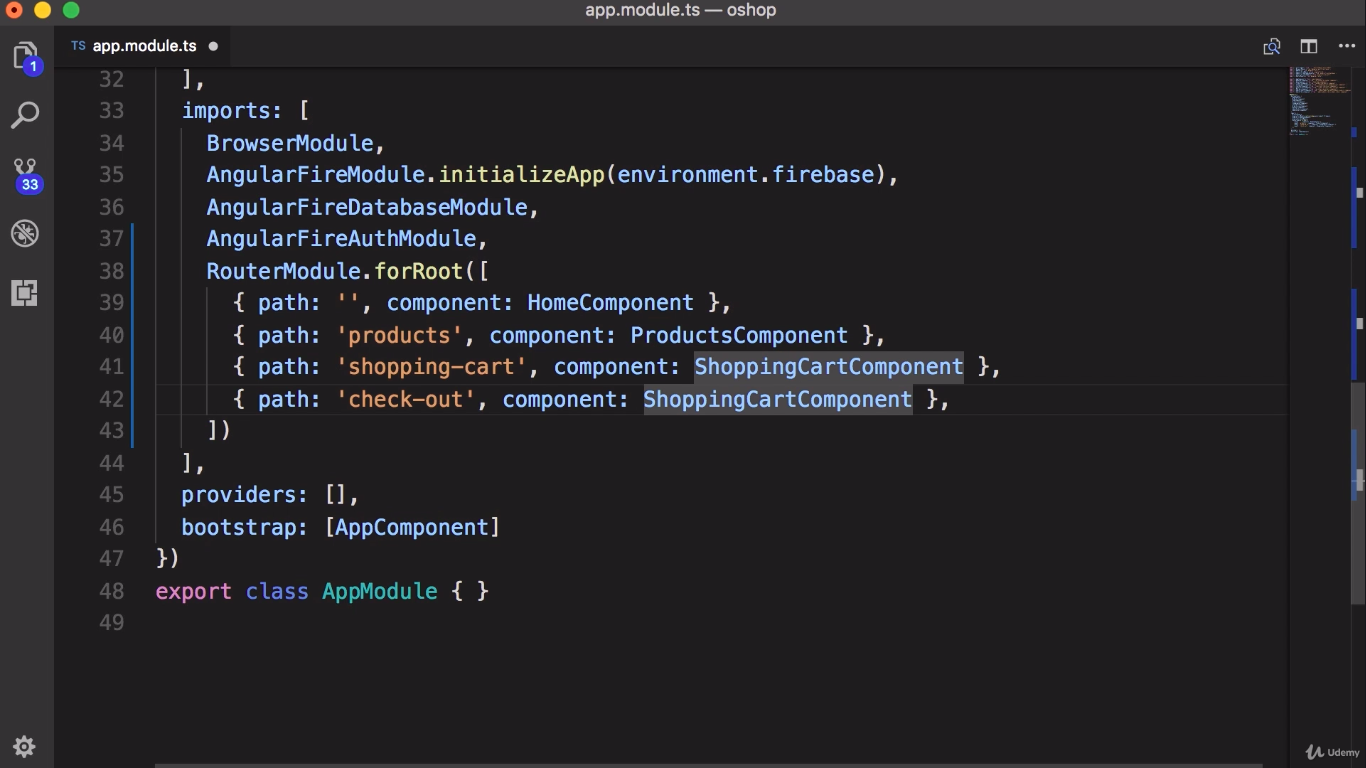 app.module.ts — oshop
TS app.module.ts
1
33
32 ],
33 imports: [
34 BrowserModule,
35 AngularFireModule.initializeApp(environment.firebase),
36 AngularFireDatabaseModule,
37 AngularFireAuthModule,
38 RouterModule.forRoot([
39 { path: '', component: HomeComponent },
40 { path: 'products', component: ProductsComponent },
41 { path: 'shopping-cart', component: ShoppingCartComponent },
42 { path: 'check-out', component: ShoppingCartComponent },
43 ])
44 ],
45 providers: [],
46 bootstrap: [AppComponent]
47 })
48 export class AppModule { }
49
Udemy